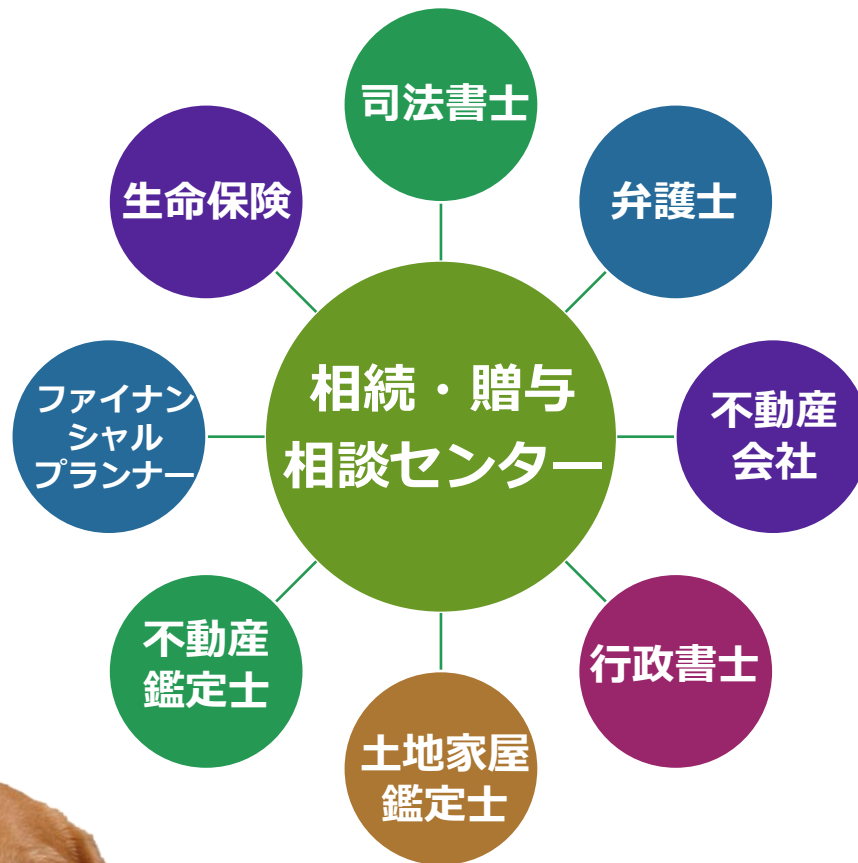 司法書士
生命保険
弁護士
相続・贈与
相談センター
ファイナン
シャル
プランナー
不動産
会社
不動産
鑑定士
行政書士
土地家屋
鑑定士